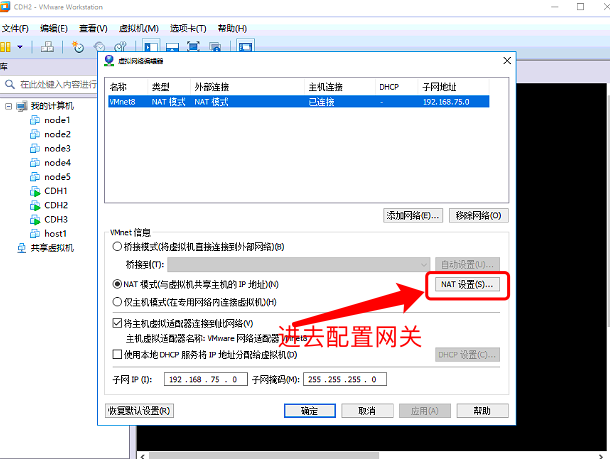 CDH2 - VMware Workstation
文件(F) 编辑(E) 查看(V) 虚拟机(M) 选项卡(T) 帮助(H)
库
在此处键入内容进行
我的计算机
node1
node2
node3
node4
node5
CDH1
CDH2
CDH3
host1
共享虚拟机
虚拟网络编辑器
名称 类型 外部连接 主机连接 DHCP 子网地址
VMnet8 NAT 模式 NAT 模式 已连接 - 192.168.75.0
添加网络(E)... 移除网络(O)
VMnet 信息
桥接模式(将虚拟机直接连接到外部网络)(B)
桥接到(T): 自动设置(U)...
NAT 模式(与虚拟机共享主机的 IP 地址)(N) NAT 设置(S)...
仅主机模式(在专用网络内连接虚拟机)(H)
进去配置网关
将主机虚拟适配器连接到此网络(V)
主机虚拟适配器名称: VMware 网络适配器 VMnet8
使用本地 DHCP 服务将 IP 地址分配给虚拟机(D) DHCP 设置(C)...
子网 IP (I): 192 .168 . 75 . 0 子网掩码(M): 255 .255 .255 . 0
恢复默认设置(R) 确定 取消 应用(A) 帮助